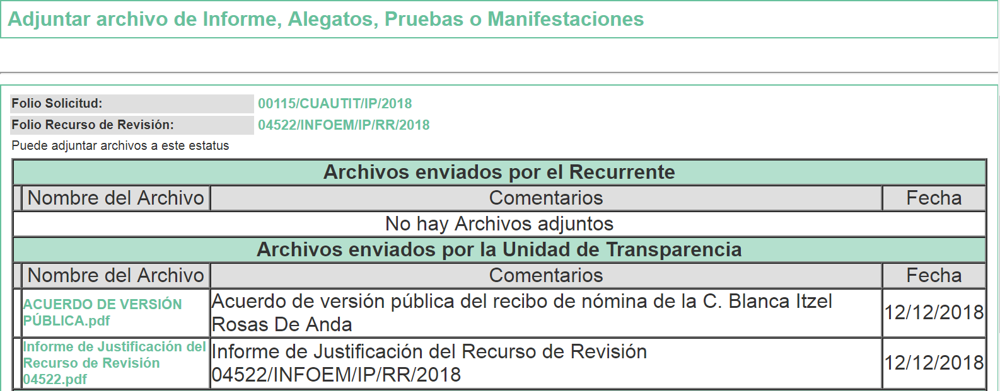 Adjuntar archivo de Informe, Alegatos, Pruebas o Manifestaciones
Folio Solicitud: 00115/CUAUTIT/IP/2018
Folio Recurso de Revisión: 04522/INFOEM/IP/RR/2018
Puede adjuntar archivos a este estatus
Archivos enviados por el Recurrente
Nombre del Archivo Comentarios Fecha
No hay Archivos adjuntos
Archivos enviados por la Unidad de Transparencia
Nombre del Archivo Comentarios Fecha
ACUERDO DE VERSIÓN
PÚBLICA.pdf
Acuerdo de versión pública del recibo de nómina de la C. Blanca Itzel
Rosas De Anda
12/12/2018
Informe de Justificación del
Recurso de Revisión
04522.pdf
Informe de Justificación del Recurso de Revisión
04522/INFOEM/IP/RR/2018
12/12/2018